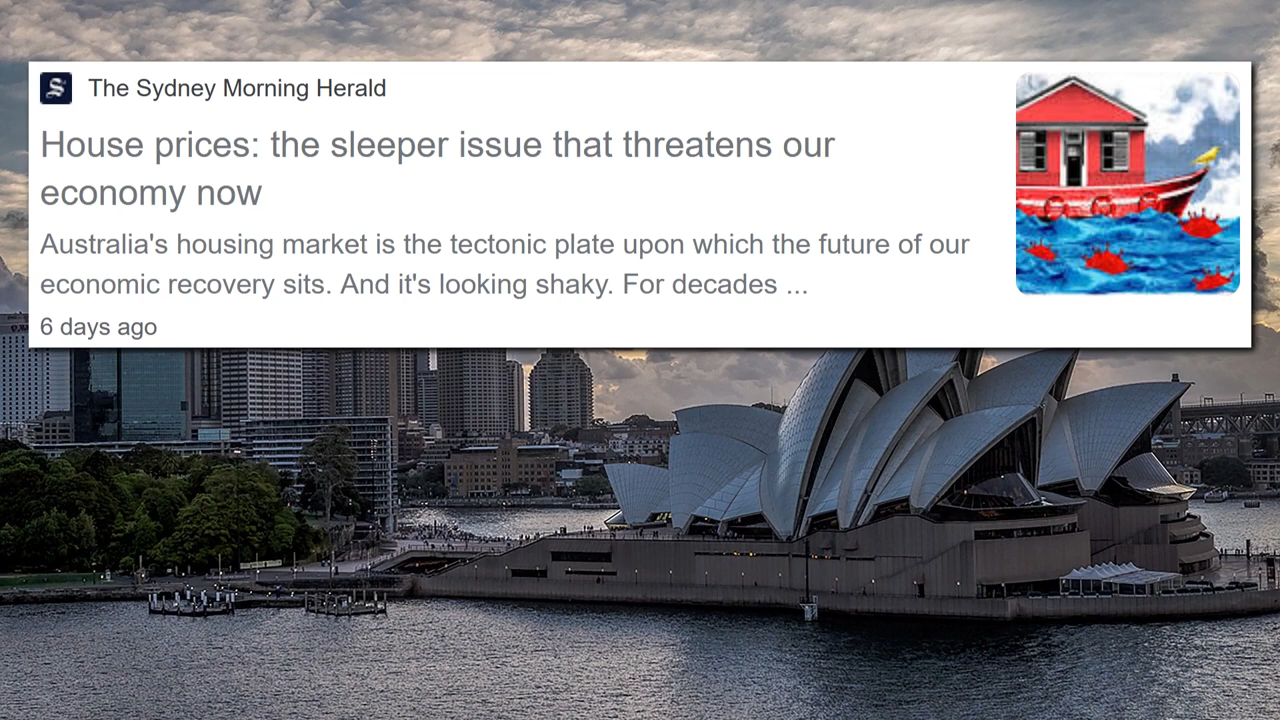 The Sydney Morning Herald
House prices: the sleeper issue that threatens our
economy now
Australia's housing market is the tectonic plate upon which the future of our
economic recovery sits. And it's looking shaky. For decades ...
6 days ago